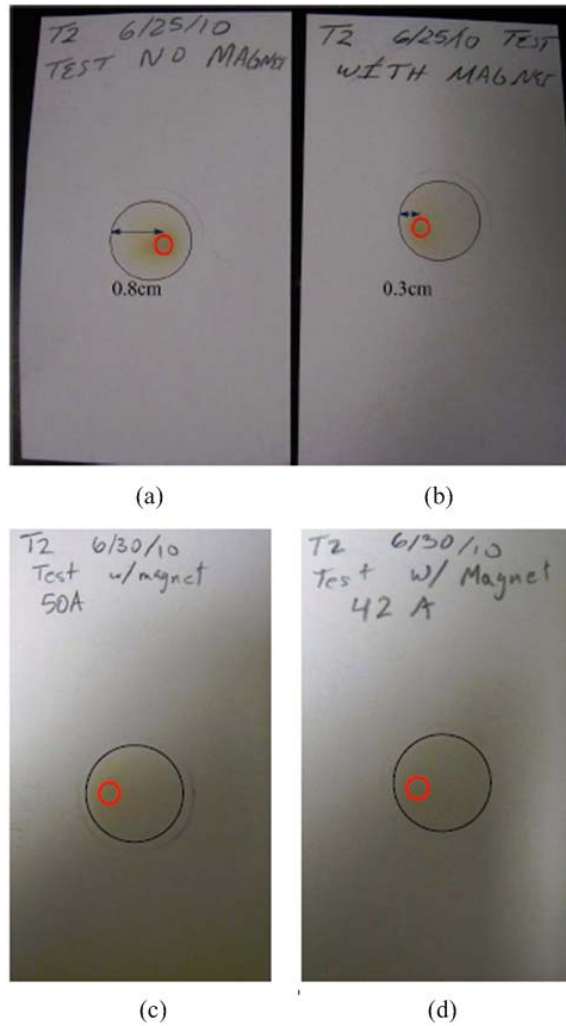 T2 6/25/10
TEST NO MAGNET
0.8cm
T2 6/25/10 TEST
WITH MAGNET
0.3cm
(a)
(b)
T2 6/30/10
Test w/magnet
50A
T2 6/30/10
Test w/ Magnet
42 A
(c)
(d)